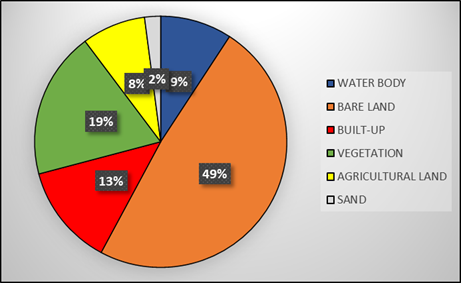 8%
2%
9%
19%
13%
49%
WATER BODY
BARE LAND
BUILT-UP
VEGETATION
AGRICULTURAL LAND
SAND